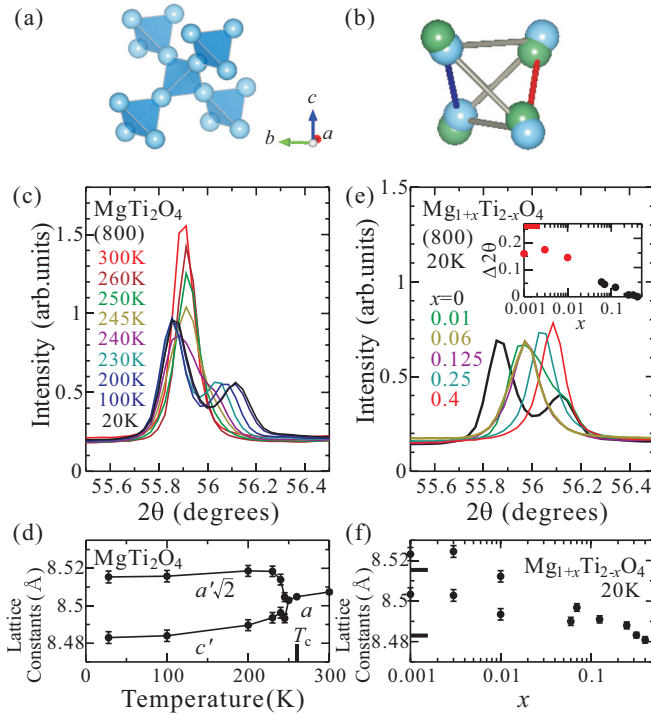 (a)
(b)
c
b
a
(c)
(e)
1.5
1
0.5
0
Intensity (arb.units)
MgTi₂O₄
(800)
300K
260K
250K
245K
240K
230K
200K
100K
20K
55.6
55.8
56
56.2
56.4
2θ (degrees)
1.5
1
0.5
0
Intensity (arb.units)
Mg₁₊ₓTi₂₋ₓO₄
(800)
20K
x=0
0.01
0.06
0.125
0.25
0.4
Δ 2θ
0.2
0.1
0
0.001
0.01
0.1
x
55.6
55.8
56
56.2
56.4
2θ (degrees)
(d)
(f)
Lattice
Constants (Å)
8.52
8.5
8.48
MgTi₂O₄
a′√2
a
c′
T_c
0
100
200
300
Temperature(K)
Lattice
Constants (Å)
8.52
8.5
8.48
Mg₁₊ₓTi₂₋ₓO₄
20K
0.001
0.01
0.1
x